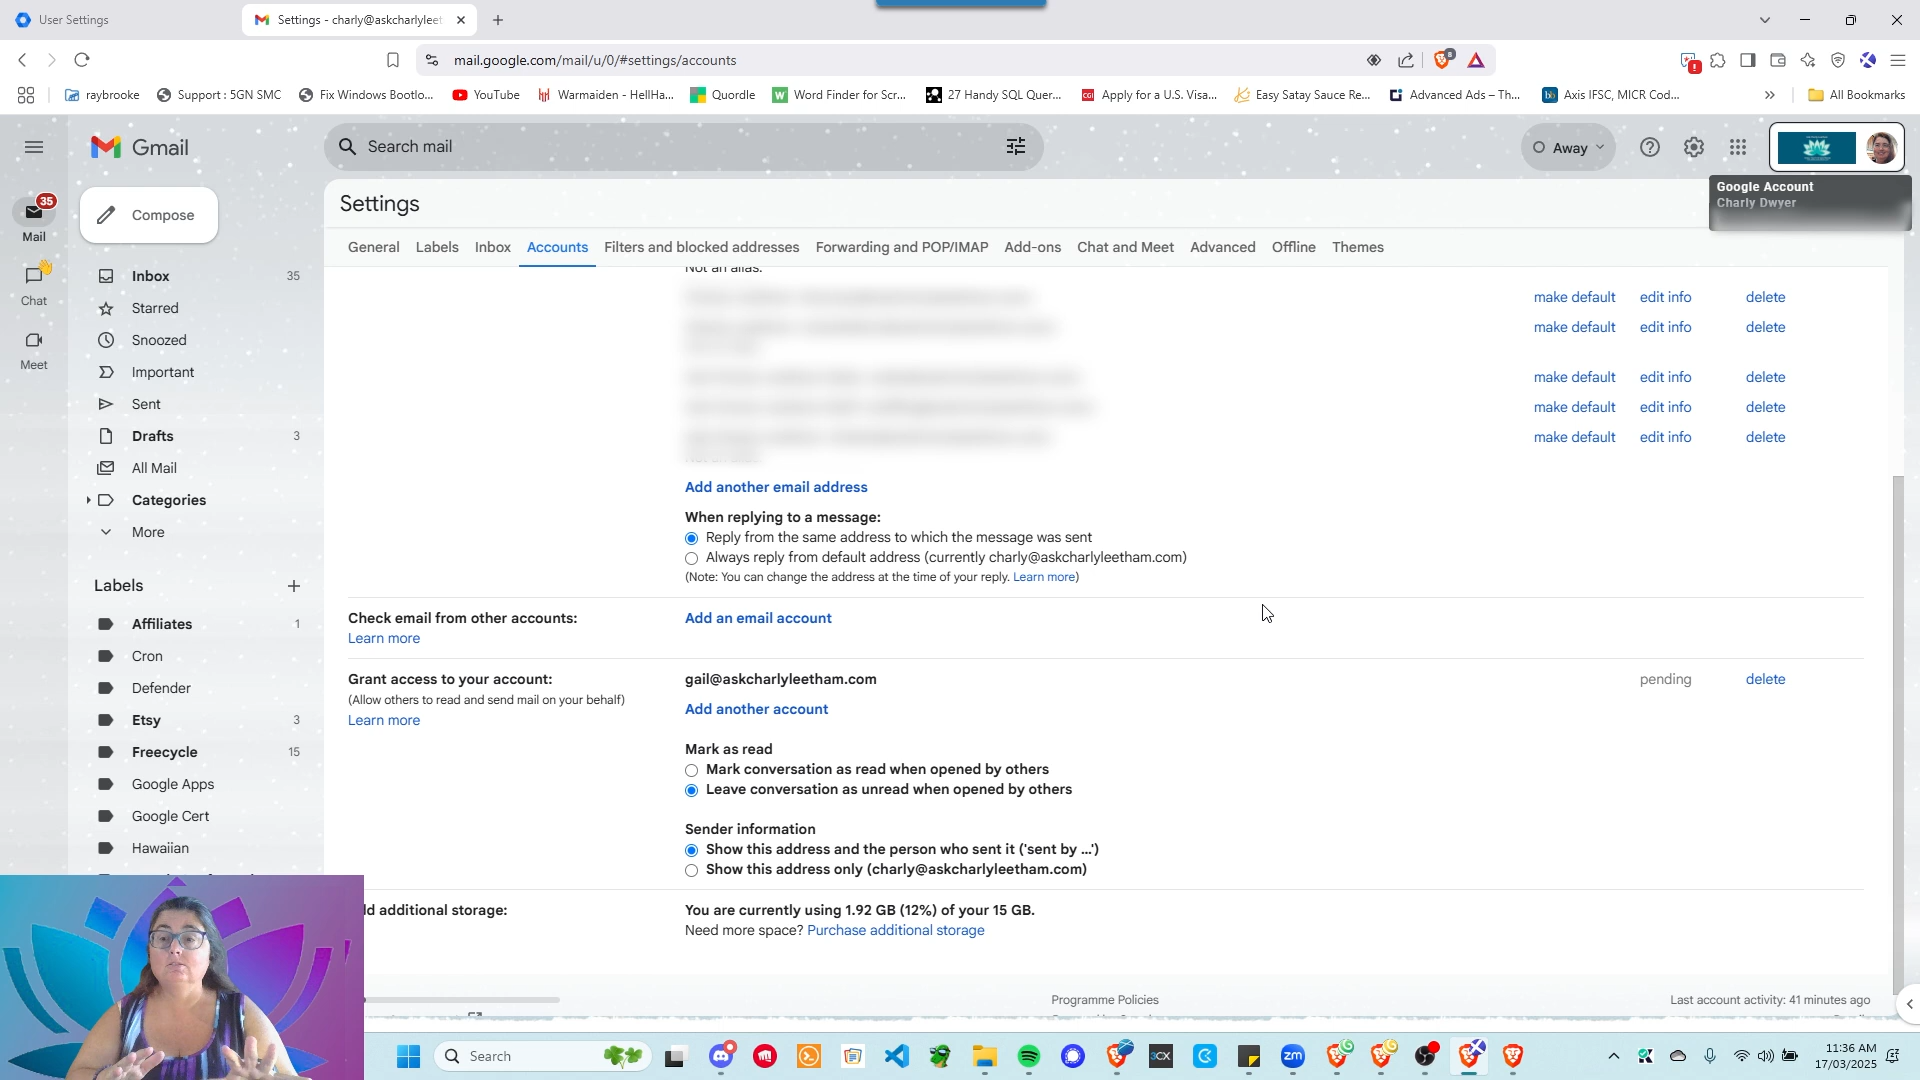 User Settings
Settings - charly@askcharlyleet
mail.google.com/mail/u/0/#settings/accounts
8
raybrooke
Support : 5GN SMC
Fix Windows Bootlo...
YouTube
Warmaiden - HellHa...
Quordle
Word Finder for Scr...
27 Handy SQL Quer...
Apply for a U.S. Visa...
Easy Satay Sauce Re...
Advanced Ads – Th...
Axis IFSC, MICR Cod...
All Bookmarks
Gmail
Search mail
Away
Google Account
Charly Dwyer
35
Mail
Chat
Meet
Compose
Inbox 35
Starred
Snoozed
Important
Sent
Drafts 3
All Mail
Categories
More
Labels
Affiliates 1
Cron
Defender
Etsy 3
Freecycle 15
Google Apps
Google Cert
Hawaiian
Settings
General Labels Inbox Accounts Filters and blocked addresses Forwarding and POP/IMAP Add-ons Chat and Meet Advanced Offline Themes
Not an alias.
make default edit info delete
make default edit info delete
make default edit info delete
make default edit info delete
make default edit info delete
Add another email address
When replying to a message:
Reply from the same address to which the message was sent
Always reply from default address (currently charly@askcharlyleetham.com)
(Note: You can change the address at the time of your reply. Learn more)
Check email from other accounts: Add an email account
Learn more
Grant access to your account: gail@askcharlyleetham.com pending delete
(Allow others to read and send mail on your behalf)
Learn more
Add another account
Mark as read
Mark conversation as read when opened by others
Leave conversation as unread when opened by others
Sender information
Show this address and the person who sent it ('sent by ...')
Show this address only (charly@askcharlyleetham.com)
additional storage: You are currently using 1.92 GB (12%) of your 15 GB.
Need more space? Purchase additional storage
Programme Policies
Last account activity: 41 minutes ago
Search
3CX
zm
11:36 AM
17/03/2025